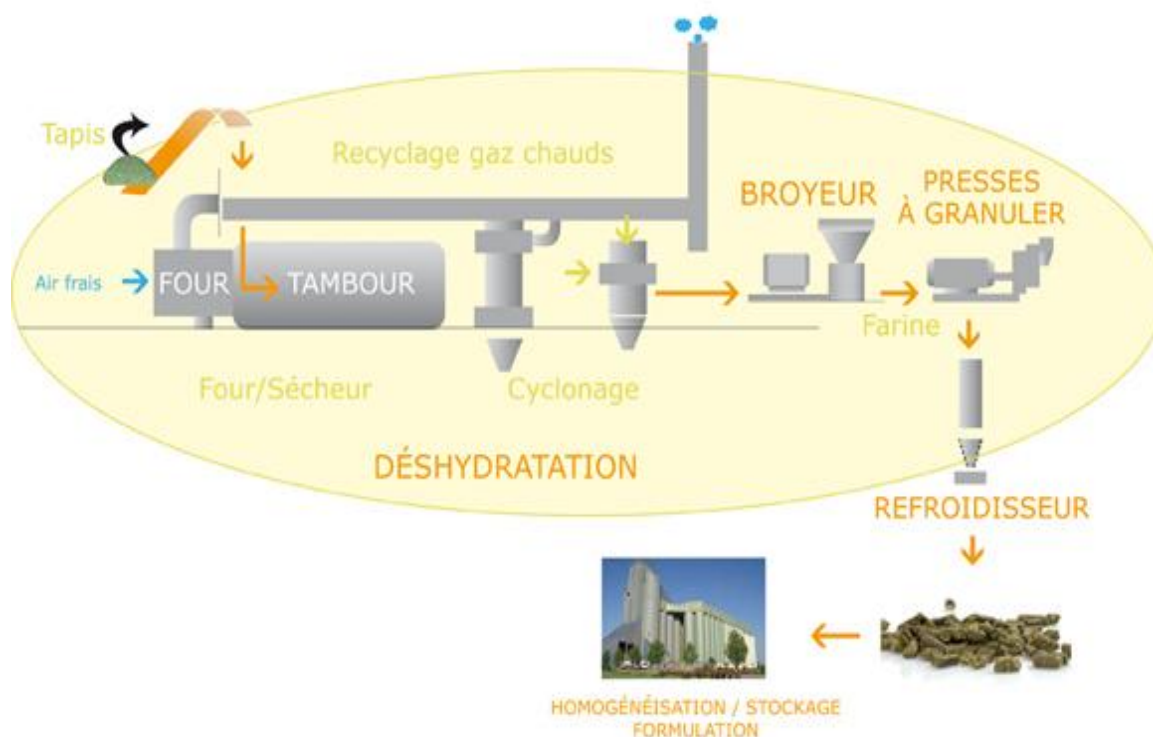 Tapis
Recyclage gaz chauds
BROYEUR
PRESSES
À GRANULER
Air frais
FOUR
TAMBOUR
Farine
Four/Sécheur
Cyclonage
DÉSHYDRATATION
REFROIDISSEUR
HOMOGÉNÉISATION / STOCKAGE
FORMULATION